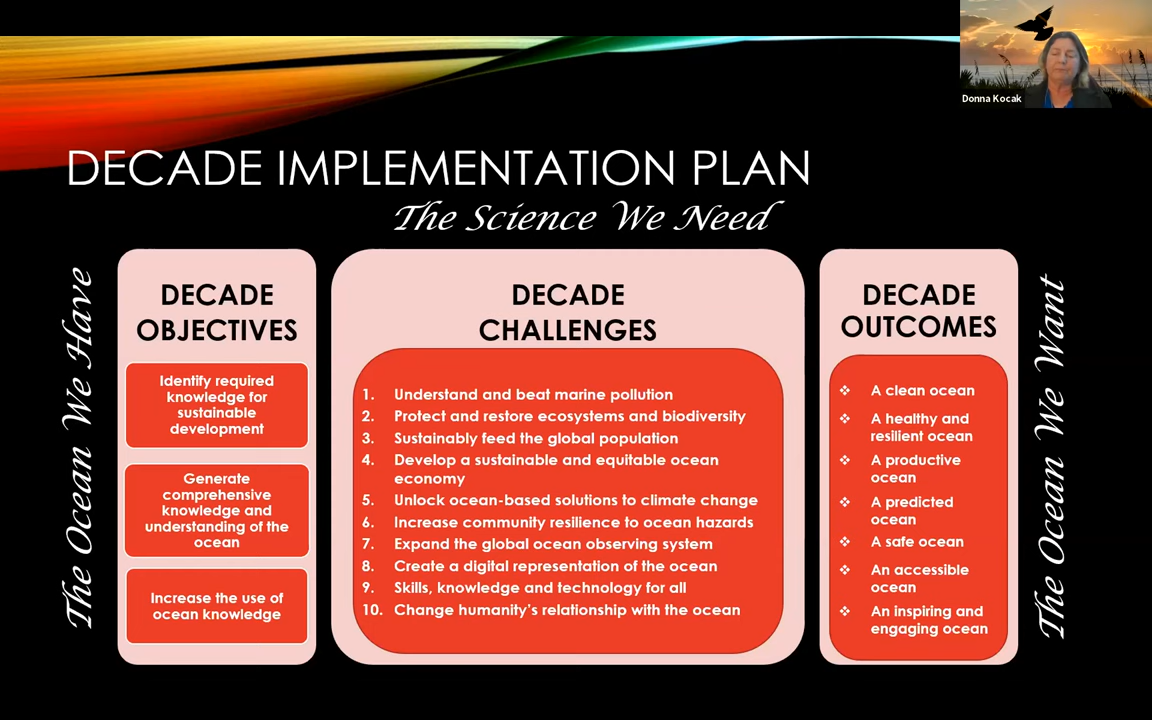 Donna Kocak
DECADE IMPLEMENTATION PLAN
The Science We Need
The Ocean We Have
DECADE
OBJECTIVES
Identify required
knowledge for
sustainable
development
Generate
comprehensive
knowledge and
understanding of the
ocean
Increase the use of
ocean knowledge
DECADE
CHALLENGES
1. Understand and beat marine pollution
2. Protect and restore ecosystems and biodiversity
3. Sustainably feed the global population
4. Develop a sustainable and equitable ocean
economy
5. Unlock ocean-based solutions to climate change
6. Increase community resilience to ocean hazards
7. Expand the global ocean observing system
8. Create a digital representation of the ocean
9. Skills, knowledge and technology for all
10. Change humanity's relationship with the ocean
DECADE
OUTCOMES
❖ A clean ocean
❖ A healthy and
resilient ocean
❖ A productive
ocean
❖ A predicted
ocean
❖ A safe ocean
❖ An accessible
ocean
❖ An inspiring and
engaging ocean
The Ocean We Want